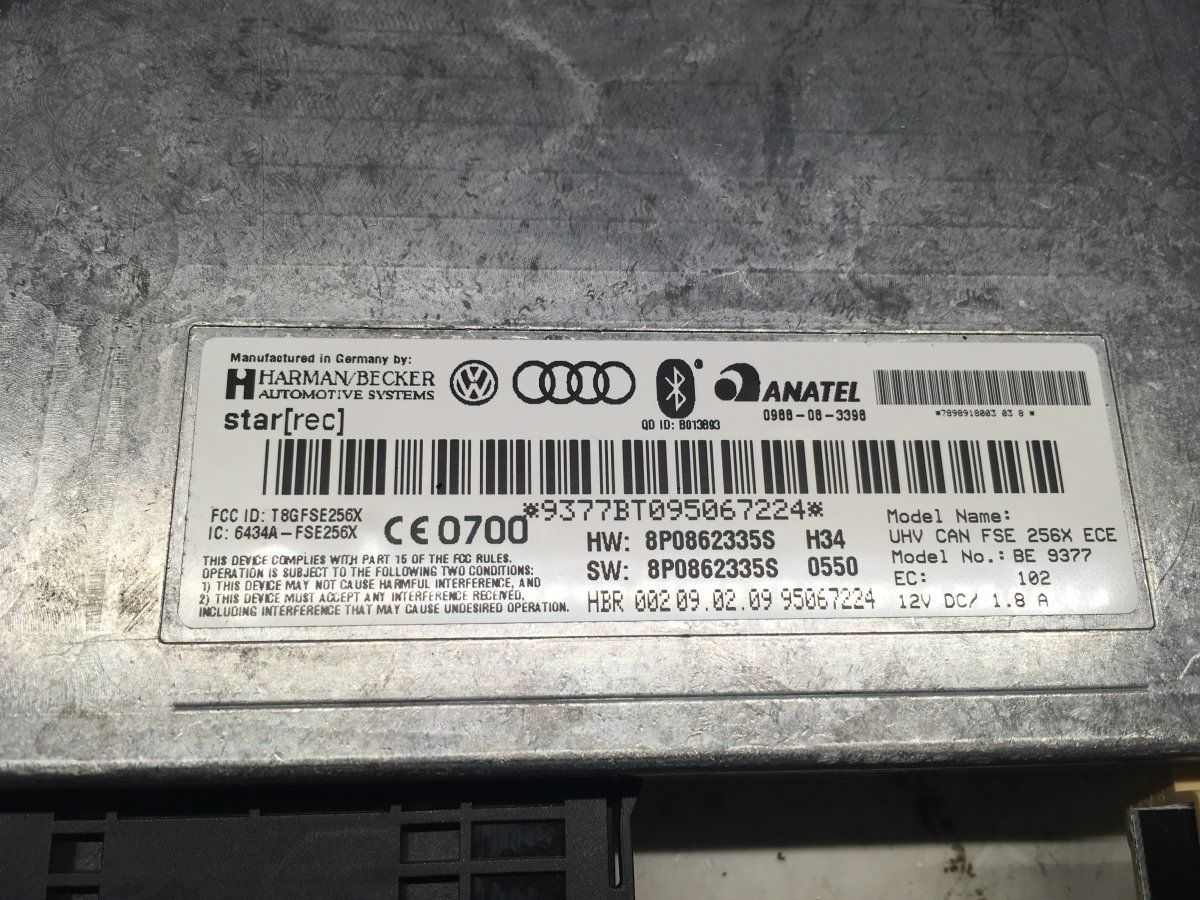 Manufactured in Germany by:
HARMAN/BECKER
AUTOMOTIVE SYSTEMS
star[rec]
QD ID: B013893
ANATEL
0988-08-3398
*7898918003 03 8 *
*9377BT095067224*
FCC ID: T8GFSE256X
IC: 6434A-FSE256X
CE 0700
THIS DEVICE COMPLIES WITH PART 15 OF THE FCC RULES.
OPERATION IS SUBJECT TO THE FOLLOWING TWO CONDITIONS:
1) THIS DEVICE MAY NOT CAUSE HARMFUL INTERFERENCE, AND
2) THIS DEVICE MUST ACCEPT ANY INTERFERENCE RECEIVED,
INCLUDING INTERFERENCE THAT MAY CAUSE UNDESIRED OPERATION.
HW: 8P0862335S H34
SW: 8P0862335S 0550
HBR 002 09.02.09 95067224
Model Name:
UHV CAN FSE 256X ECE
Model No.: BE 9377
EC: 102
12V DC/ 1.8 A